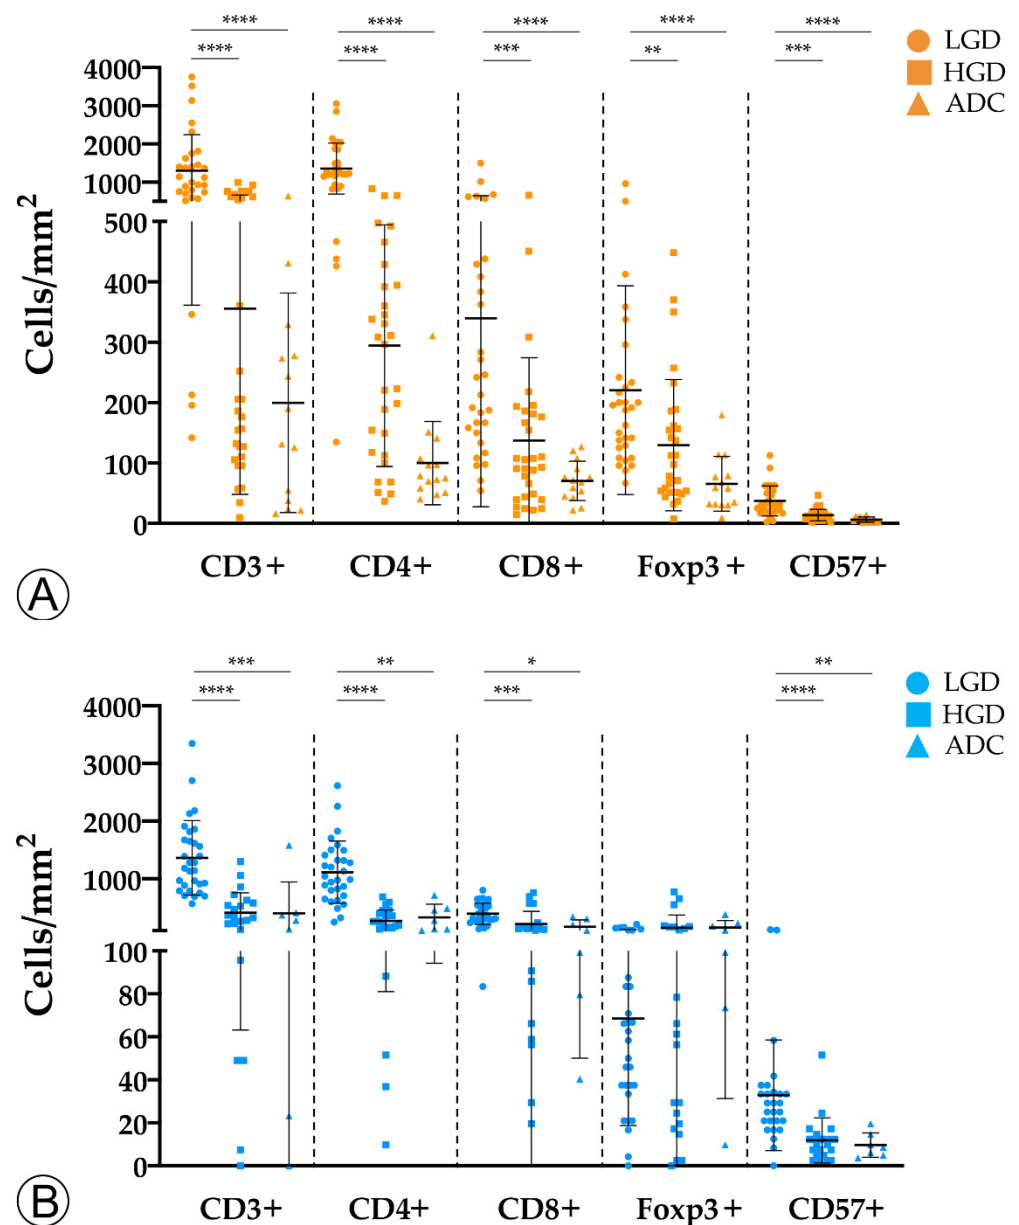 A
**** **** **** **** ****
**** **** *** ** ***
LGD
HGD
ADC
Cells/mm2
4000
3000
2000
1000
500
400
300
200
100
0
CD3+ CD4+ CD8+ Foxp3+ CD57+
B
*** ** * **
**** **** *** ****
LGD
HGD
ADC
Cells/mm2
4000
3000
2000
1000
100
80
60
40
20
0
CD3+ CD4+ CD8+ Foxp3+ CD57+